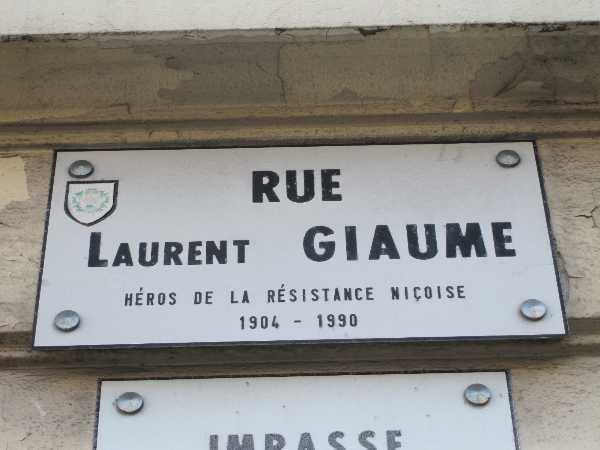 RUE
LAURENT GIAUME
HÉROS DE LA RÉSISTANCE NIÇOISE
1904 - 1990
IMPASSE